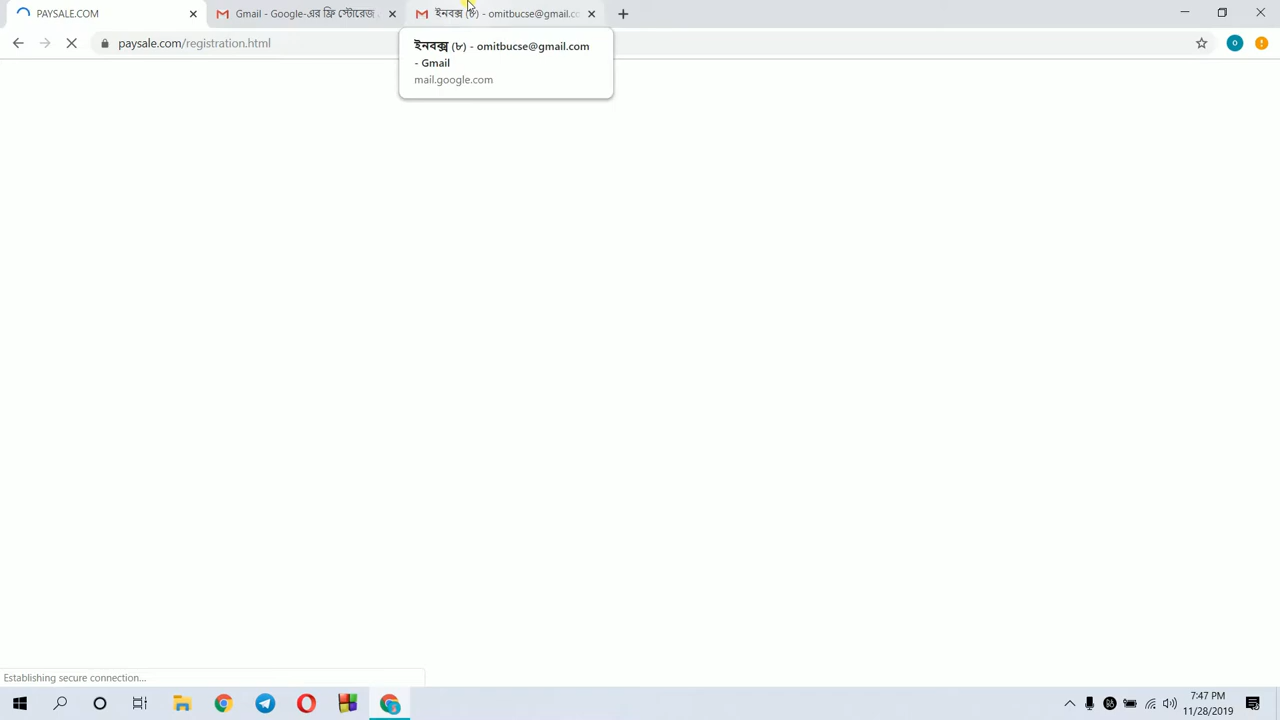 PAYSALE.COM
Gmail - Google-এর ফ্রি স্টোরেজ
ইনবক্স (৮) - omitbucse@gmail.co
paysale.com/registration.html
o
ইনবক্স (৮) - omitbucse@gmail.com
- Gmail
mail.google.com
Establishing secure connection...
7:47 PM
11/28/2019